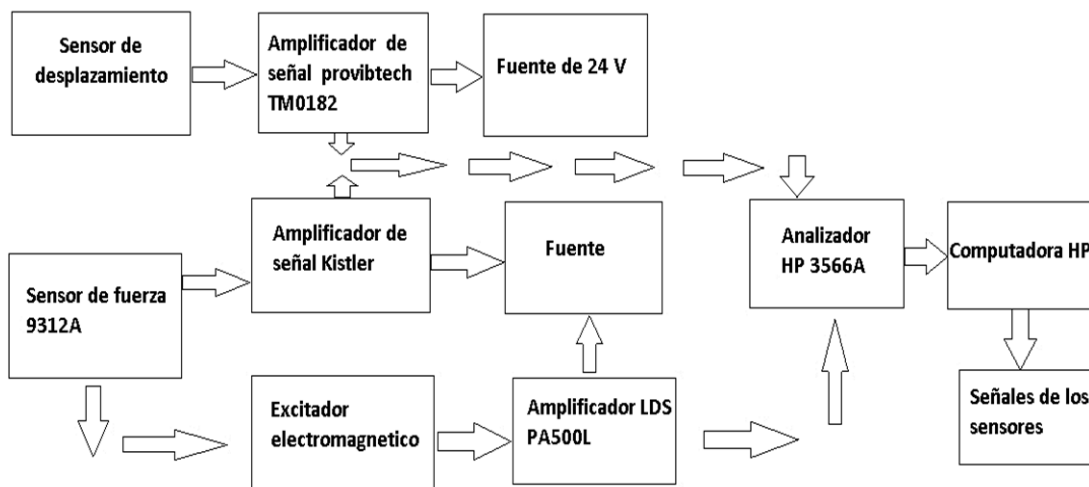 Sensor de
desplazamiento
Amplificador de
señal provibtech
TM0182
Fuente de 24 V
Amplificador de
señal Kistler
Fuente
Analizador
HP 3566A
Computadora HP
Sensor de fuerza
9312A
Excitador
electromagnetico
Amplificador LDS
PA500L
Señales de los
sensores